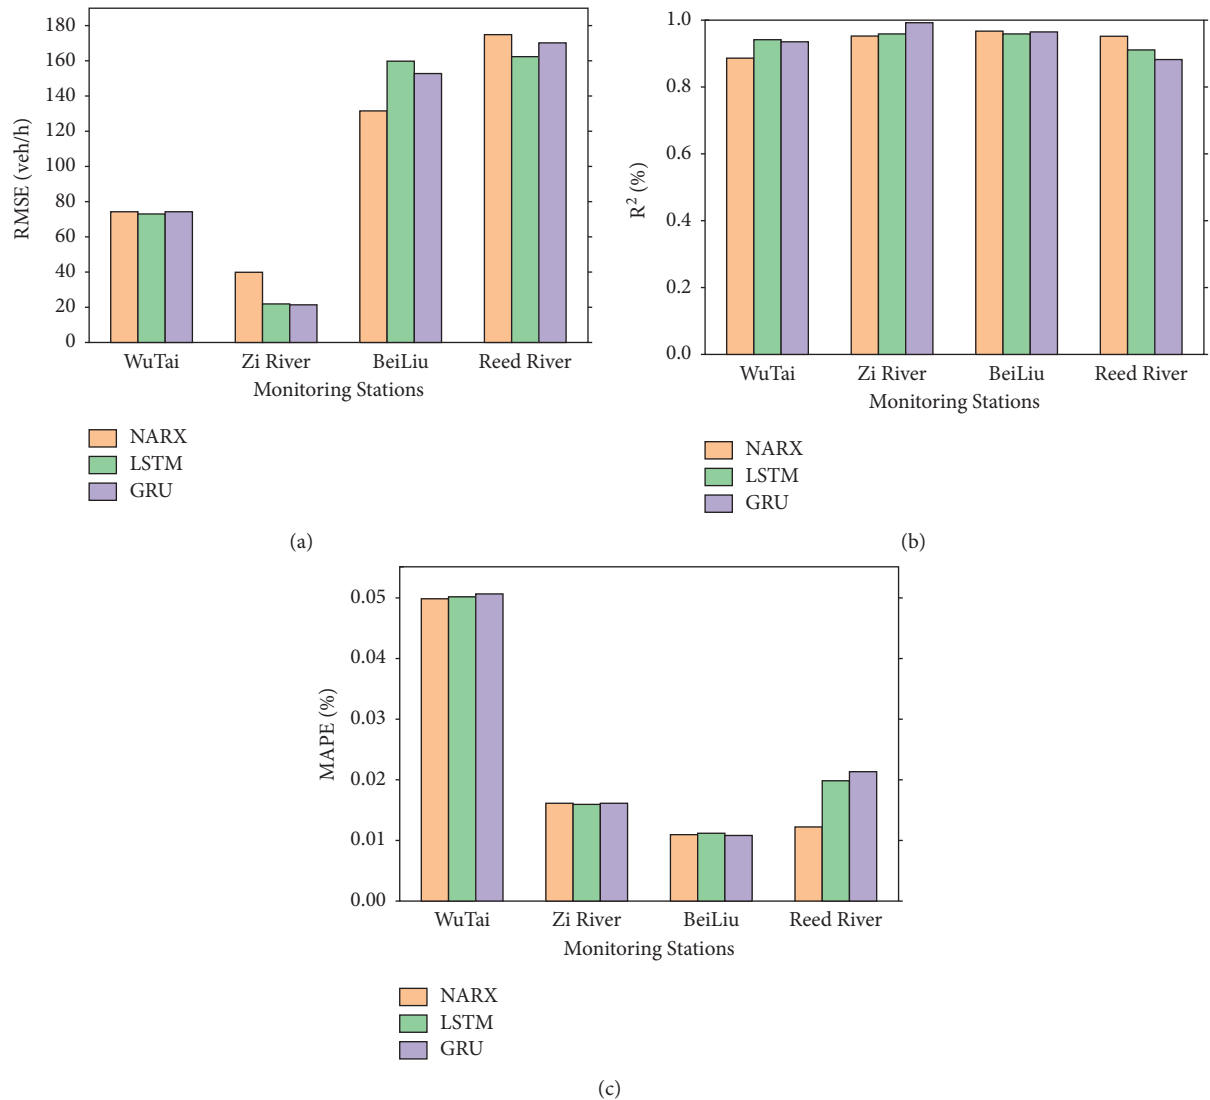 180
160
140
120
100
80
60
40
20
0
RMSE (veh/h)
WuTai Zi River BeiLiu Reed River
Monitoring Stations
NARX
LSTM
GRU
(a)
1.0
0.8
0.6
0.4
0.2
0.0
R² (%)
WuTai Zi River BeiLiu Reed River
Monitoring Stations
NARX
LSTM
GRU
(b)
0.05
0.04
0.03
0.02
0.01
0.00
MAPE (%)
WuTai Zi River BeiLiu Reed River
Monitoring Stations
NARX
LSTM
GRU
(c)